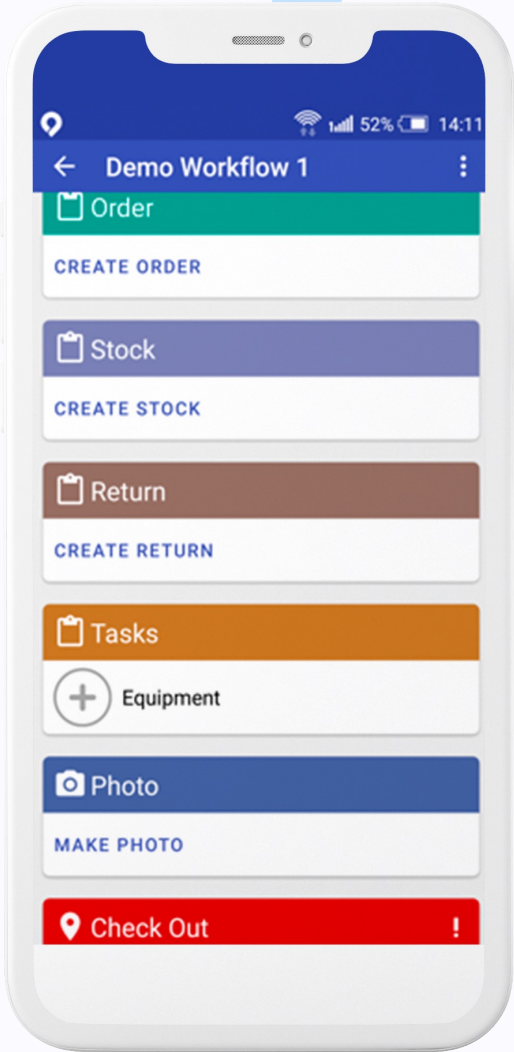 52% 14:11
Demo Workflow 1
Order
CREATE ORDER
Stock
CREATE STOCK
Return
CREATE RETURN
Tasks
Equipment
Photo
MAKE PHOTO
Check Out !